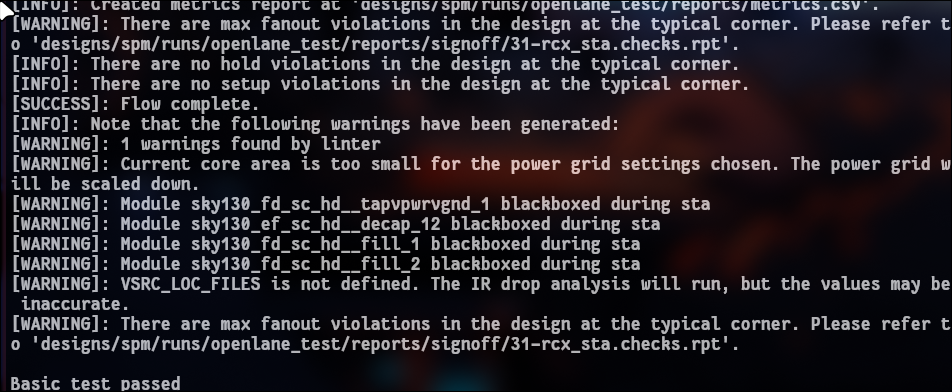 [INFO]: Created metrics report at 'designs/spm/runs/openlane_test/reports/metrics.csv'.
[WARNING]: There are max fanout violations in the design at the typical corner. Please refer t
o 'designs/spm/runs/openlane_test/reports/signoff/31-rcx_sta.checks.rpt'.
[INFO]: There are no hold violations in the design at the typical corner.
[INFO]: There are no setup violations in the design at the typical corner.
[SUCCESS]: Flow complete.
[INFO]: Note that the following warnings have been generated:
[WARNING]: 1 warnings found by linter
[WARNING]: Current core area is too small for the power grid settings chosen. The power grid w
ill be scaled down.
[WARNING]: Module sky130_fd_sc_hd__tapvpwrvgnd_1 blackboxed during sta
[WARNING]: Module sky130_ef_sc_hd__decap_12 blackboxed during sta
[WARNING]: Module sky130_fd_sc_hd__fill_1 blackboxed during sta
[WARNING]: Module sky130_fd_sc_hd__fill_2 blackboxed during sta
[WARNING]: VSRC_LOC_FILES is not defined. The IR drop analysis will run, but the values may be
 inaccurate.
[WARNING]: There are max fanout violations in the design at the typical corner. Please refer t
o 'designs/spm/runs/openlane_test/reports/signoff/31-rcx_sta.checks.rpt'.

Basic test passed